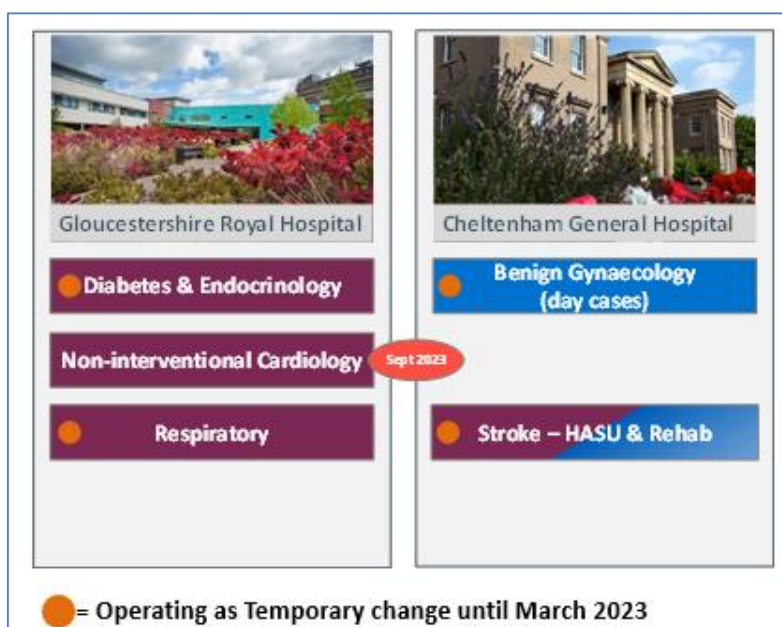 Gloucestershire Royal Hospital
Diabetes & Endocrinology
Non-interventional Cardiology
Sept 2023
Respiratory
Cheltenham General Hospital
Benign Gynaecology
(day cases)
Stroke – HASU & Rehab
= Operating as Temporary change until March 2023